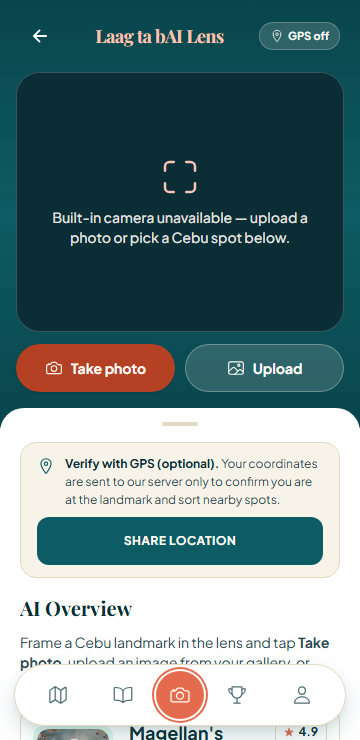 Laag ta bAI Lens
GPS off
Built-in camera unavailable — upload a
photo or pick a Cebu spot below.
Take photo
Upload
Verify with GPS (optional). Your coordinates
are sent to our server only to confirm you are
at the landmark and sort nearby spots.
SHARE LOCATION
AI Overview
Frame a Cebu landmark in the lens and tap Take
photo, upload an image from your gallery, or
Magellan's
4.9